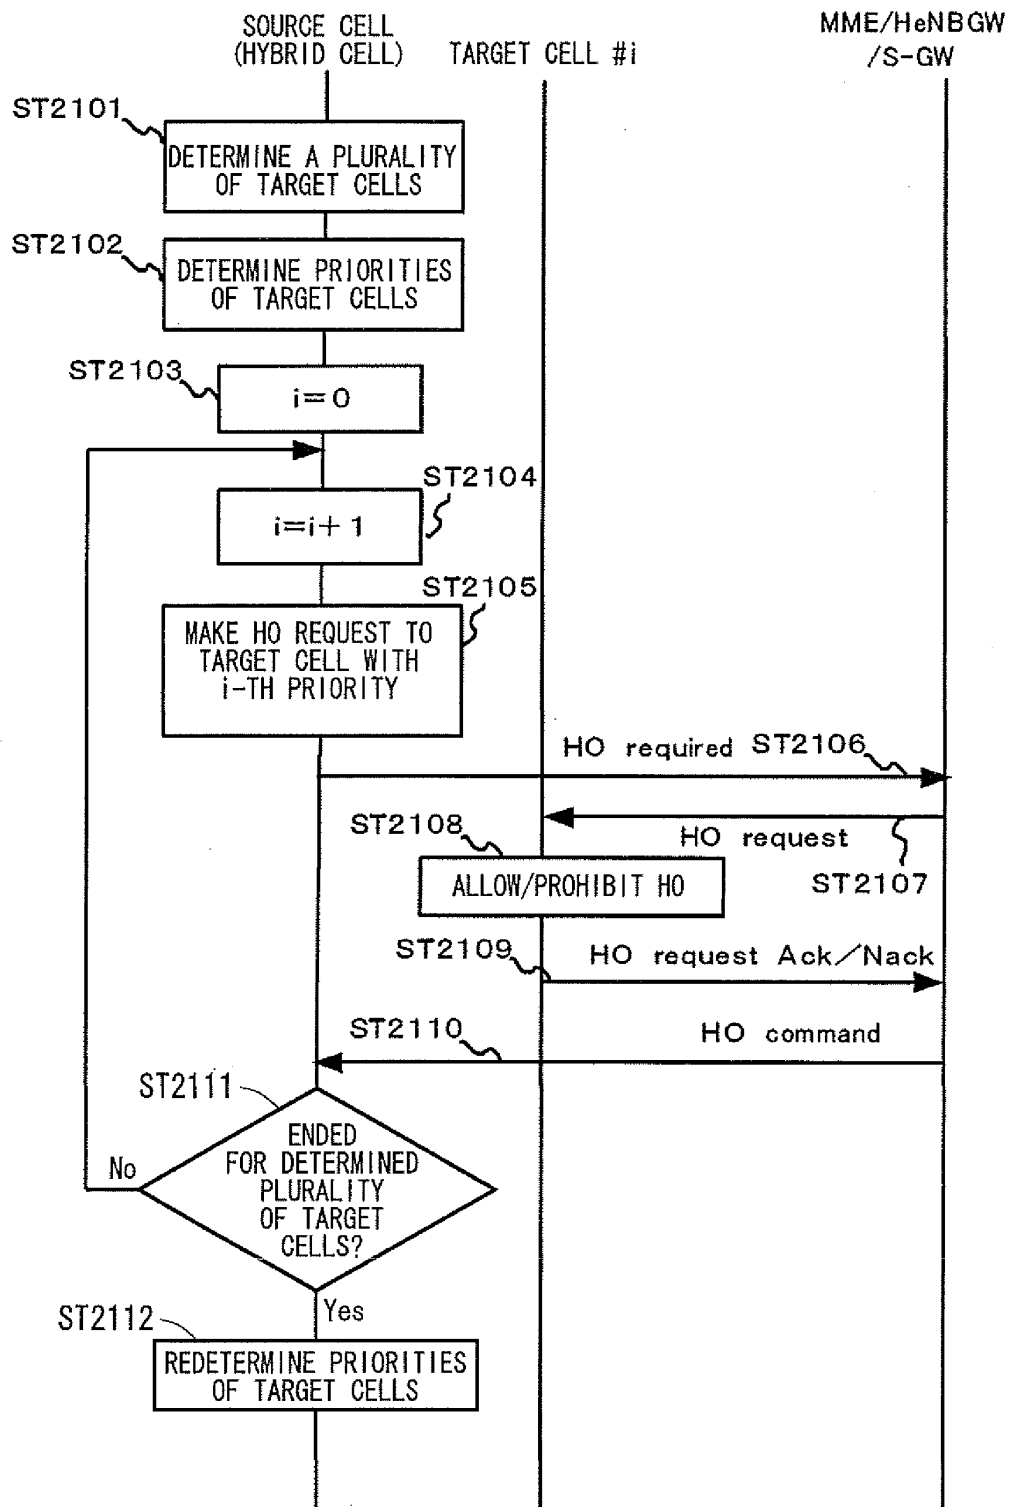 SOURCE CELL
(HYBRID CELL)
TARGET CELL #i
MME/HeNBGW
/S-GW
ST2101
DETERMINE A PLURALITY
OF TARGET CELLS
ST2102
DETERMINE PRIORITIES
OF TARGET CELLS
ST2103
i=0
ST2104
i=i+1
ST2105
MAKE HO REQUEST TO
TARGET CELL WITH
i-TH PRIORITY
HO required
ST2106
HO request
ST2107
ST2108
ALLOW/PROHIBIT HO
ST2109
HO request Ack/Nack
ST2110
HO command
ST2111
ENDED
FOR DETERMINED
PLURALITY
OF TARGET
CELLS?
No
Yes
ST2112
REDETERMINE PRIORITIES
OF TARGET CELLS